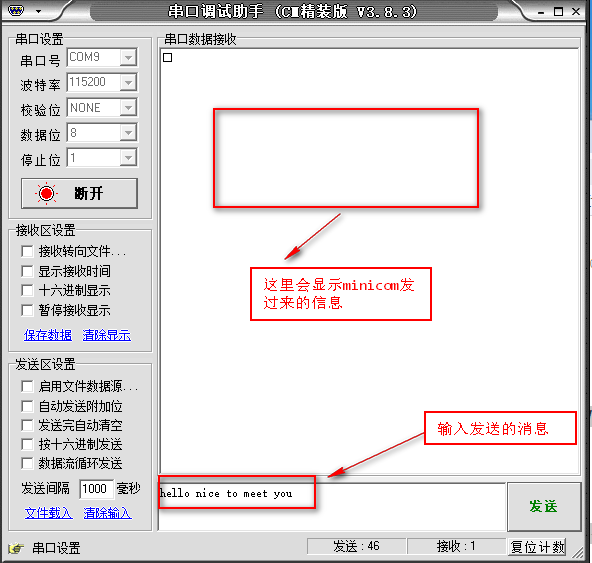 串口调试助手 (CM精装版 V3.8.3)
串口设置
串口号 COM9
波特率 115200
校验位 NONE
数据位 8
停止位 1
断开
接收区设置
接收转向文件...
显示接收时间
十六进制显示
暂停接收显示
保存数据 清除显示
发送区设置
启用文件数据源...
自动发送附加位
发送完自动清空
按十六进制发送
数据流循环发送
发送间隔 1000 毫秒
文件载入 清除输入
串口数据接收
这里会显示minicom发
过来的信息
输入发送的消息
hello nice to meet you
发送
串口设置
发送 : 46
接收 : 1
复位计数